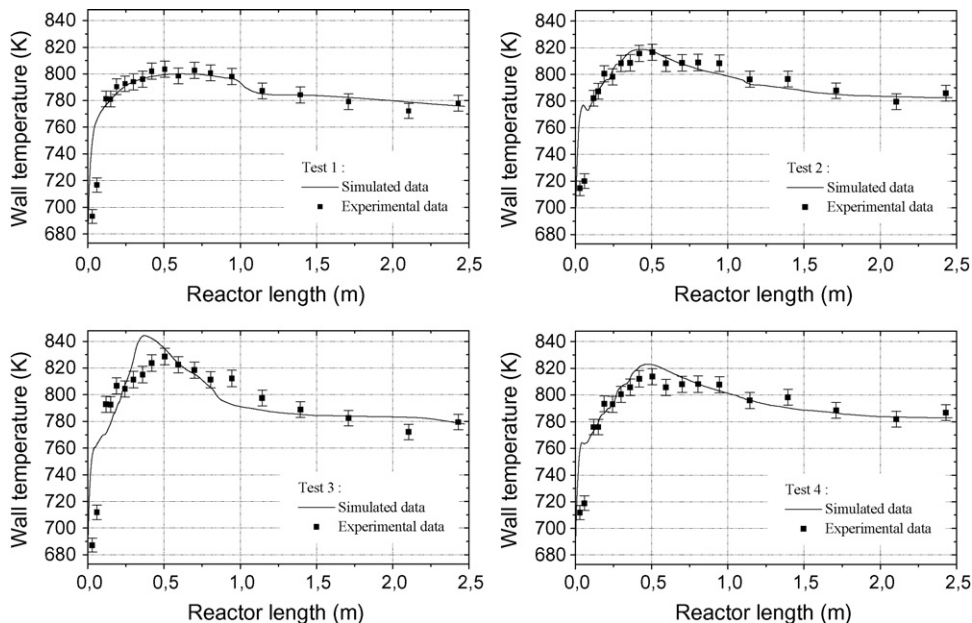 840
820
800
780
760
740
720
700
680
Wall temperature (K)
Test 1 :
Simulated data
Experimental data
0,0 0,5 1,0 1,5 2,0 2,5
Reactor length (m)
840
820
800
780
760
740
720
700
680
Wall temperature (K)
Test 2 :
Simulated data
Experimental data
0,0 0,5 1,0 1,5 2,0 2,5
Reactor length (m)
840
820
800
780
760
740
720
700
680
Wall temperature (K)
Test 3 :
Simulated data
Experimental data
0,0 0,5 1,0 1,5 2,0 2,5
Reactor length (m)
840
820
800
780
760
740
720
700
680
Wall temperature (K)
Test 4 :
Simulated data
Experimental data
0,0 0,5 1,0 1,5 2,0 2,5
Reactor length (m)